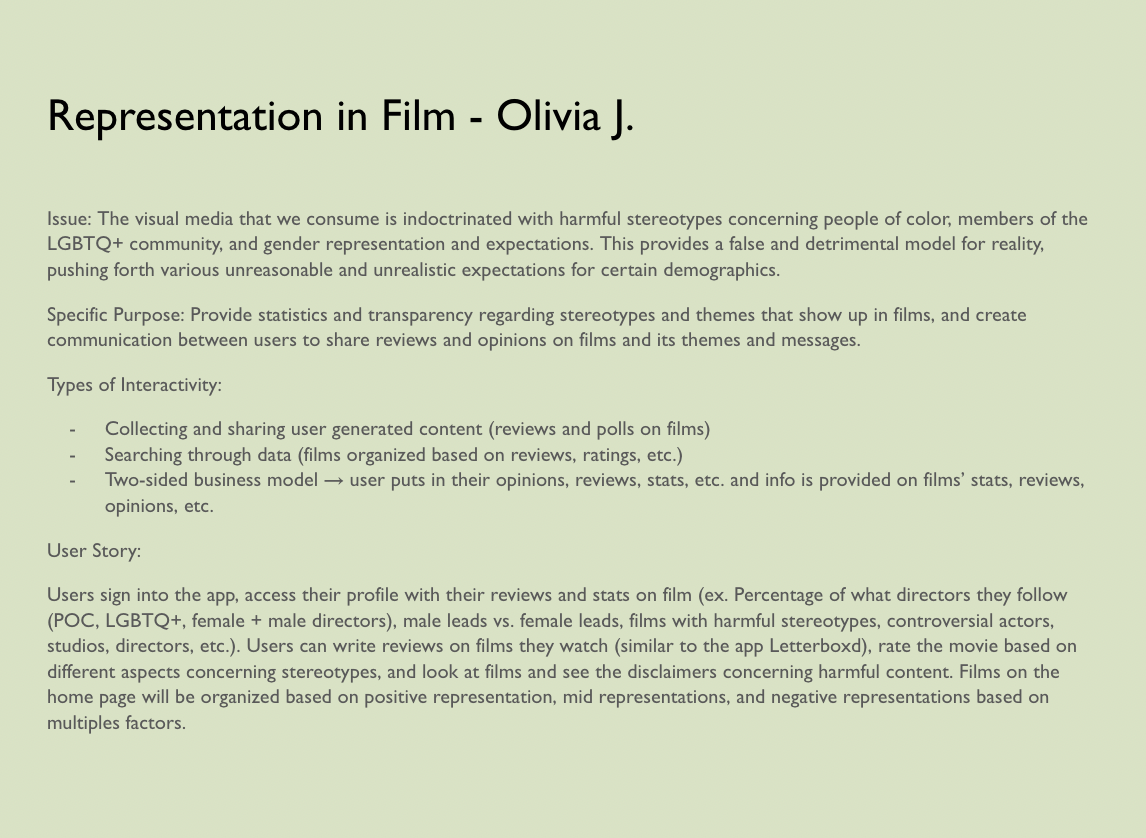 Representation in Film - Olivia J.
Issue: The visual media that we consume is indoctrinated with harmful stereotypes concerning people of color, members of the
LGBTQ+ community, and gender representation and expectations. This provides a false and detrimental model for reality,
pushing forth various unreasonable and unrealistic expectations for certain demographics.
Specific Purpose: Provide statistics and transparency regarding stereotypes and themes that show up in films, and create
communication between users to share reviews and opinions on films and its themes and messages.
Types of Interactivity:
- Collecting and sharing user generated content (reviews and polls on films)
- Searching through data (films organized based on reviews, ratings, etc.)
- Two-sided business model → user puts in their opinions, reviews, stats, etc. and info is provided on films’ stats, reviews,
opinions, etc.
User Story:
Users sign into the app, access their profile with their reviews and stats on film (ex. Percentage of what directors they follow
(POC, LGBTQ+, female + male directors), male leads vs. female leads, films with harmful stereotypes, controversial actors,
studios, directors, etc.). Users can write reviews on films they watch (similar to the app Letterboxd), rate the movie based on
different aspects concerning stereotypes, and look at films and see the disclaimers concerning harmful content. Films on the
home page will be organized based on positive representation, mid representations, and negative representations based on
multiples factors.